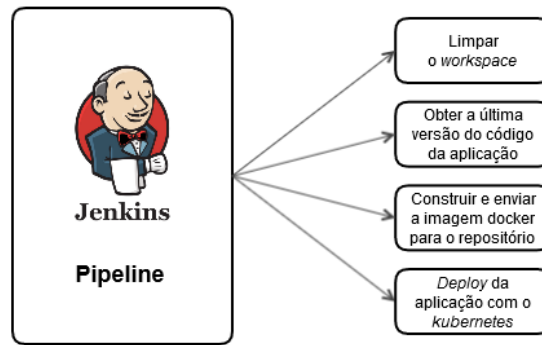 Jenkins
Pipeline
Limpar
o workspace
Obter a última
versão do código
da aplicação
Construir e enviar
a imagem docker
para o repositório
Deploy da
aplicação com o
kubernetes